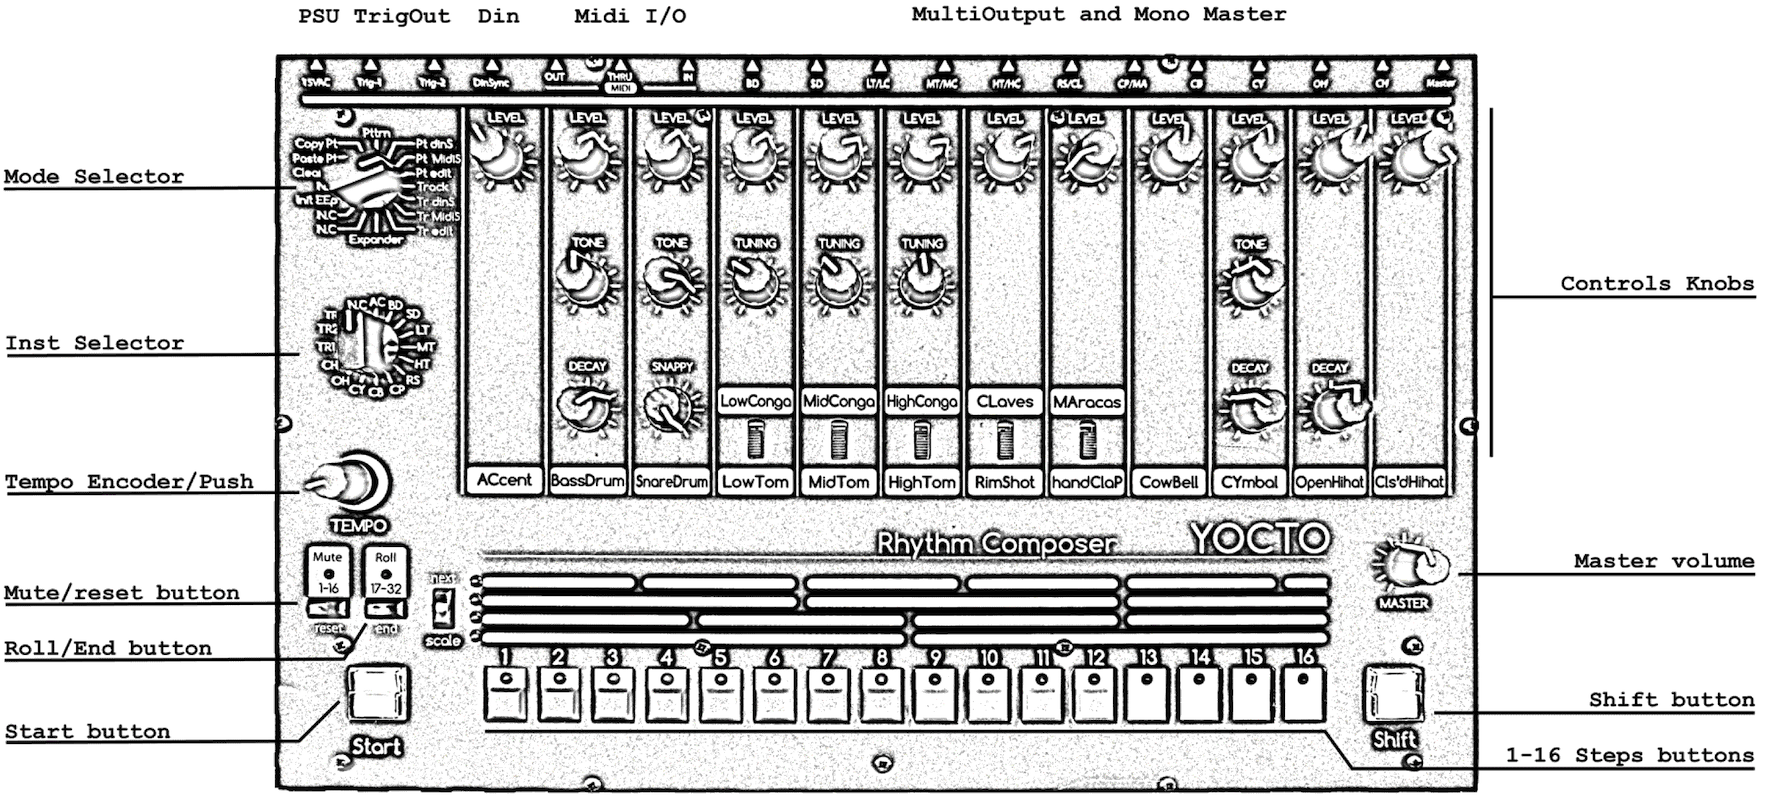 PSU TrigOut Din Midi I/O MultiOutput and Mono Master
15VAC Trig-1 Trig-2 DinSync OUT THRU IN BD SD LT/LC MT/MC HT/HC RS/CL CP/MA CB CY OH CH Master
MIDI
LEVEL LEVEL LEVEL LEVEL LEVEL LEVEL LEVEL LEVEL LEVEL LEVEL LEVEL LEVEL
Pttrn
Copy Pt Pt dinS
Paste Pt Pt MidiS
Pt edit
Mode Selector
Track
Init EEp Tr dinS
N.C Tr MidiS
N.C Tr edit
Expander
TONE TONE TUNING TUNING TUNING TONE
Controls Knobs
N.C AC BD
SD
TR2 LT
Inst Selector
TR1 MT
CH HT
OH RS
CY CB CP
DECAY SNAPPY DECAY DECAY
LowConga MidConga HighConga CLaves MAracas
Tempo Encoder/Push
ACcent BassDrum SnareDrum LowTom MidTom HighTom RimShot handClaP CowBell CYmbal OpenHihat Cls'dHihat
TEMPO
Rhythm Composer YOCTO
Mute Roll
1-16 17-32
Master volume
next
Mute/reset button
MASTER
reset end
scale
Roll/End button
1 2 3 4 5 6 7 8 9 10 11 12 13 14 15 16
Shift button
Start button
Start
Shift
1-16 Steps buttons